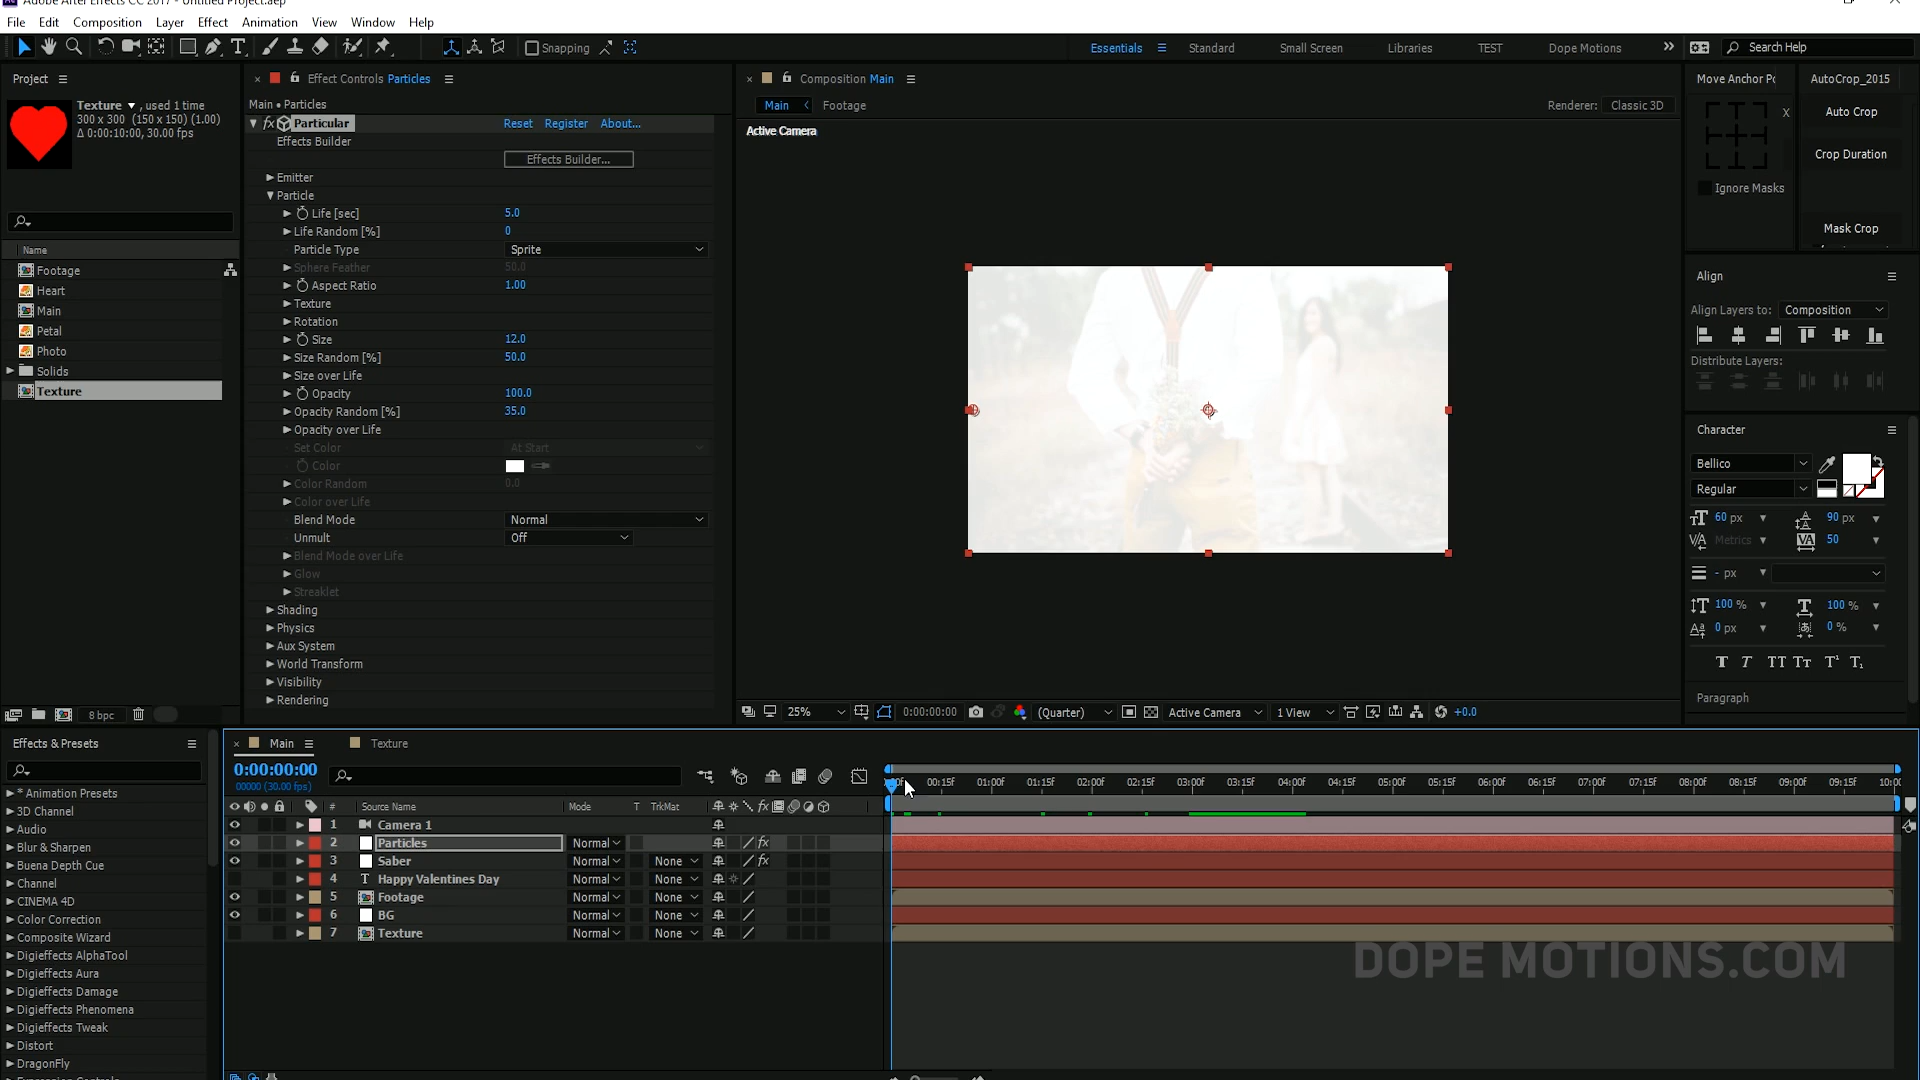 Adobe After Effects CC 2017 - Untitled Project.aep
File Edit Composition Layer Effect Animation View Window Help
Snapping
Essentials Standard Small Screen Libraries TEST Dope Motions
Search Help
Project
Texture , used 1 time
300 x 300 (150 x 150) (1.00)
Δ 0:00:10:00, 30.00 fps
Name
Footage
Heart
Main
Petal
Photo
Solids
Texture
8 bpc
Effect Controls Particles
Main • Particles
fx Particular Reset Register About...
Effects Builder
Effects Builder...
Emitter
Particle
Life [sec] 5.0
Life Random [%] 0
Particle Type Sprite
Sphere Feather 50.0
Aspect Ratio 1.00
Texture
Rotation
Size 12.0
Size Random [%] 50.0
Size over Life
Opacity 100.0
Opacity Random [%] 35.0
Opacity over Life
Set Color At Start
Color
Color Random 0.0
Color over Life
Blend Mode Normal
Unmult Off
Blend Mode over Life
Glow
Streaklet
Shading
Physics
Aux System
World Transform
Visibility
Rendering
Composition Main
Main Footage
Renderer: Classic 3D
Active Camera
25% 0:00:00:00 (Quarter) Active Camera 1 View +0.0
Move Anchor Po
X
Ignore Masks
AutoCrop_2015
Auto Crop
Crop Duration
Mask Crop
Align
Align Layers to: Composition
Distribute Layers:
Character
Bellico
Regular
60 px 90 px
Metrics 50
- px
100 % 100 %
0 px 0 %
T T TT Tt T¹ T₁
Paragraph
Effects & Presets
* Animation Presets
3D Channel
Audio
Blur & Sharpen
Buena Depth Cue
Channel
CINEMA 4D
Color Correction
Composite Wizard
Digieffects AlphaTool
Digieffects Aura
Digieffects Damage
Digieffects Phenomena
Digieffects Tweak
Distort
DragonFly
Main Texture
0:00:00:00
00000 (30.00 fps)
00:15f 01:00f 01:15f 02:00f 02:15f 03:00f 03:15f 04:00f 04:15f 05:00f 05:15f 06:00f 06:15f 07:00f 07:15f 08:00f 08:15f 09:00f 09:15f 10:00
# Source Name Mode T TrkMat
1 Camera 1
2 Particles Normal fx
3 Saber Normal None fx
4 T Happy Valentines Day Normal None
5 Footage Normal None
6 BG Normal None
7 Texture Normal None
DOPE MOTIONS.COM